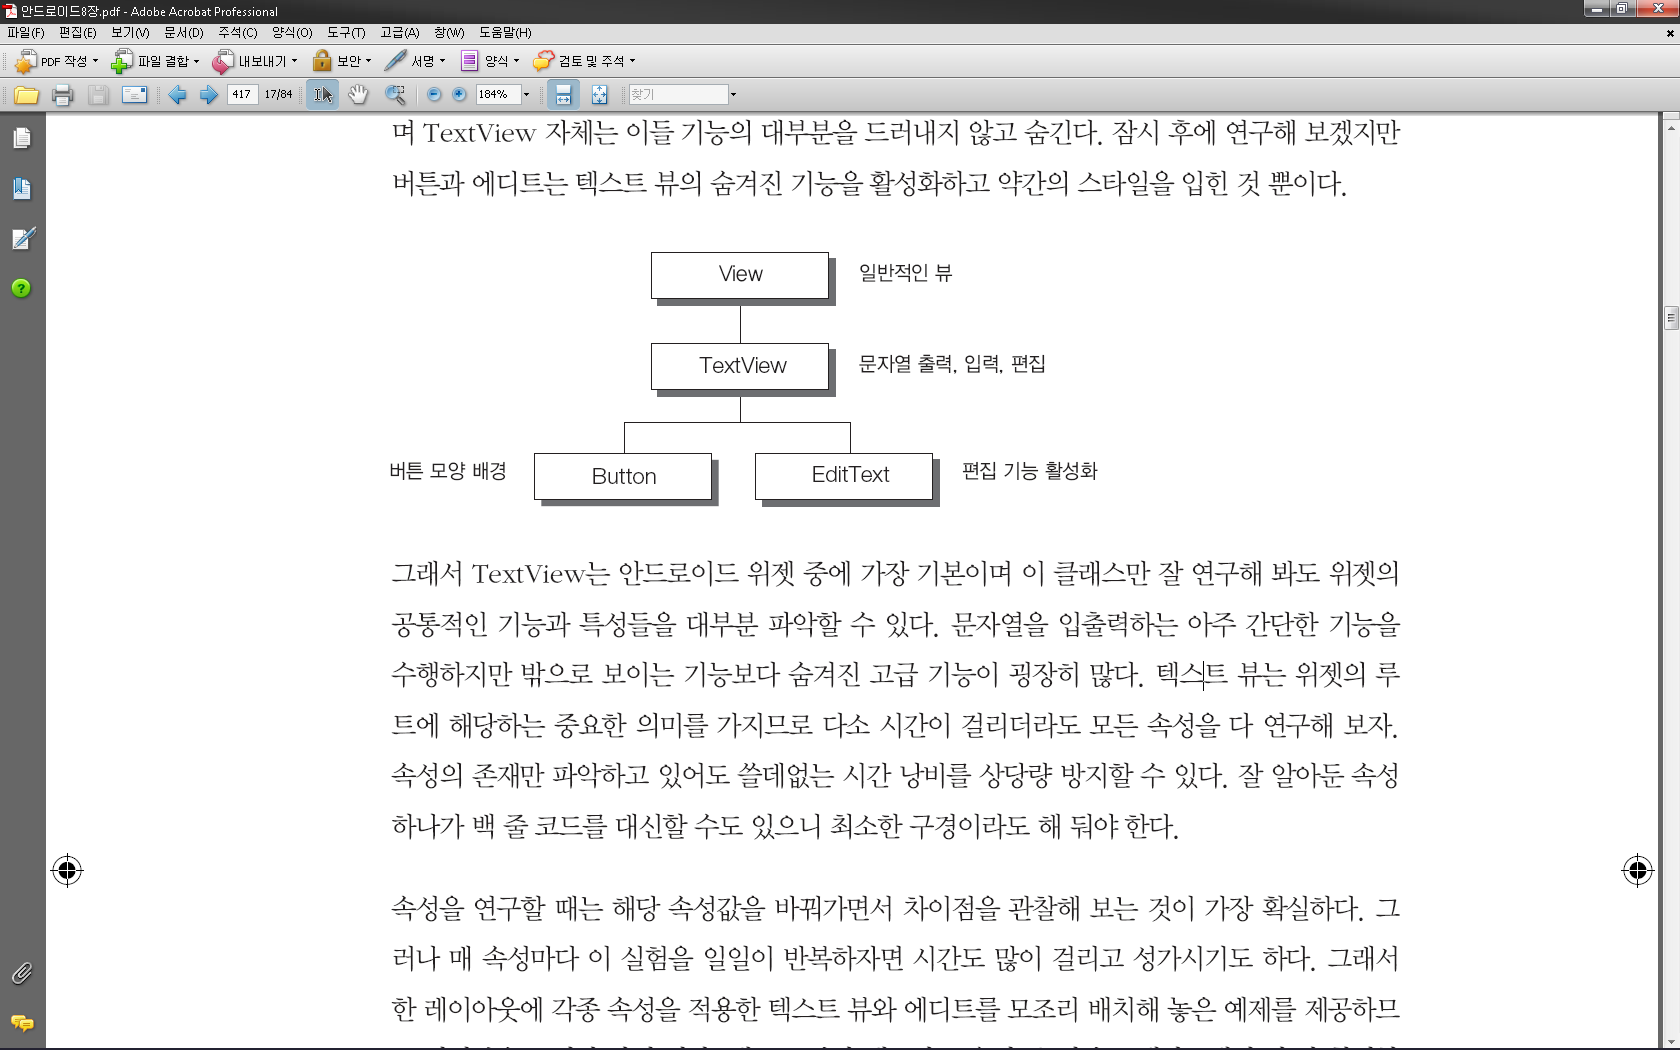 안드로이드8장.pdf - Adobe Acrobat Professional
파일(F) 편집(E) 보기(V) 문서(D) 주석(C) 양식(O) 도구(T) 고급(A) 창(W) 도움말(H)
PDF 작성 파일 결합 내보내기 보안 서명 양식 검토 및 주석
417 17/84 184% 찾기
며 TextView 자체는 이들 기능의 대부분을 드러내지 않고 숨긴다. 잠시 후에 연구해 보겠지만
버튼과 에디트는 텍스트 뷰의 숨겨진 기능을 활성화하고 약간의 스타일을 입힌 것 뿐이다.
View 일반적인 뷰
TextView 문자열 출력, 입력, 편집
버튼 모양 배경 Button EditText 편집 기능 활성화
그래서 TextView는 안드로이드 위젯 중에 가장 기본이며 이 클래스만 잘 연구해 봐도 위젯의
공통적인 기능과 특성들을 대부분 파악할 수 있다. 문자열을 입출력하는 아주 간단한 기능을
수행하지만 밖으로 보이는 기능보다 숨겨진 고급 기능이 굉장히 많다. 텍스트 뷰는 위젯의 루
트에 해당하는 중요한 의미를 가지므로 다소 시간이 걸리더라도 모든 속성을 다 연구해 보자.
속성의 존재만 파악하고 있어도 쓸데없는 시간 낭비를 상당량 방지할 수 있다. 잘 알아둔 속성
하나가 백 줄 코드를 대신할 수도 있으니 최소한 구경이라도 해 둬야 한다.
속성을 연구할 때는 해당 속성값을 바꿔가면서 차이점을 관찰해 보는 것이 가장 확실하다. 그
러나 매 속성마다 이 실험을 일일이 반복하자면 시간도 많이 걸리고 성가시기도 하다. 그래서
한 레이아웃에 각종 속성을 적용한 텍스트 뷰와 에디트를 모조리 배치해 놓은 예제를 제공하므